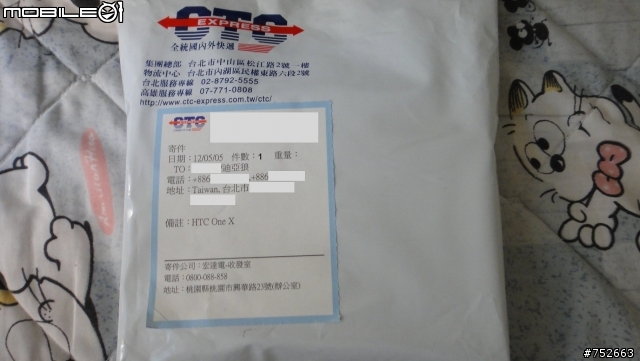 MOBILE01
CTC
EXPRESS
全統國內外快遞
集團總部 台北市中山區松江路2號一樓
物流中心 台北市內湖區民權東路六段2號
台北服務專線 02-8792-5555
高雄服務專線 07-771-0808
http://www.ctc-express.com.tw/ctc/
CTC
寄件
日期：12/05/05 件數：1 重量：
TO： 迪亞狼
電話：+886 ,+886
地址：Taiwan, 台北市
備註：HTC One X
寄件公司：宏達電-收發室
電話：0800-088-858
地址：桃園縣桃園市興華路23號(辦公室)
#752663